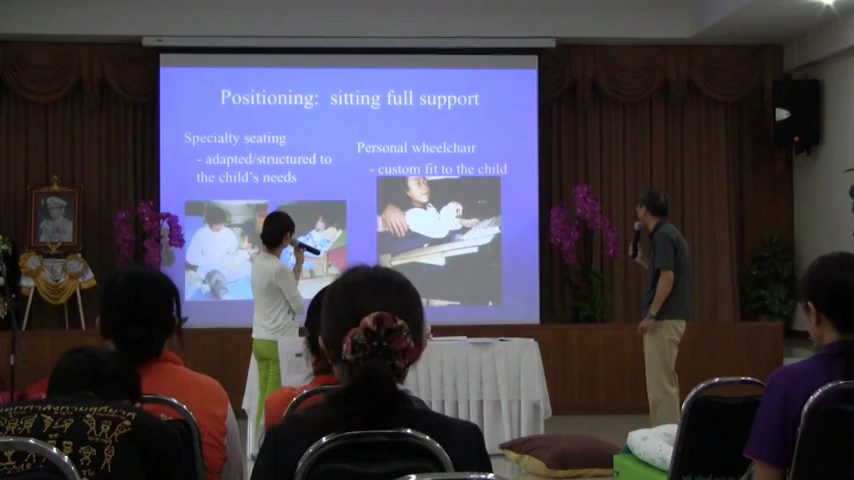 Positioning: sitting full support
Specialty seating
- adapted/structured to
the child's needs
Personal wheelchair
- custom fit to the child